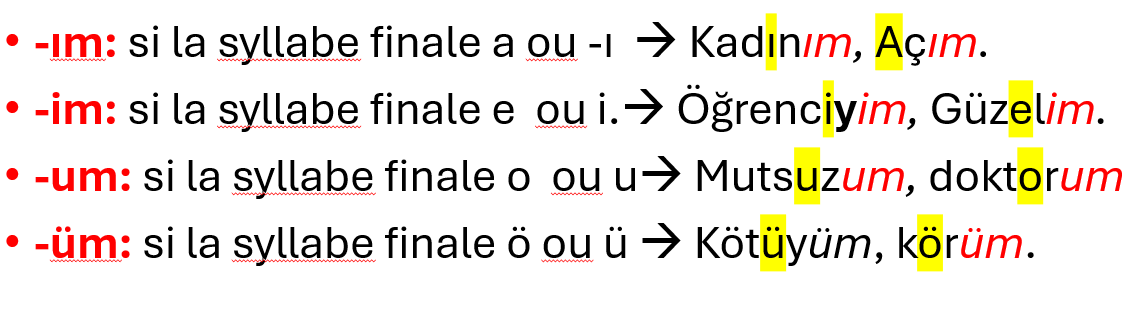 • -ım: si la syllabe finale a ou -ı → Kadınım, Açım.
• -im: si la syllabe finale e ou i.→ Öğrenciyim, Güzelim.
• -um: si la syllabe finale o ou u→ Mutsuzum, doktorum
• -üm: si la syllabe finale ö ou ü → Kötüyüm, körüm.